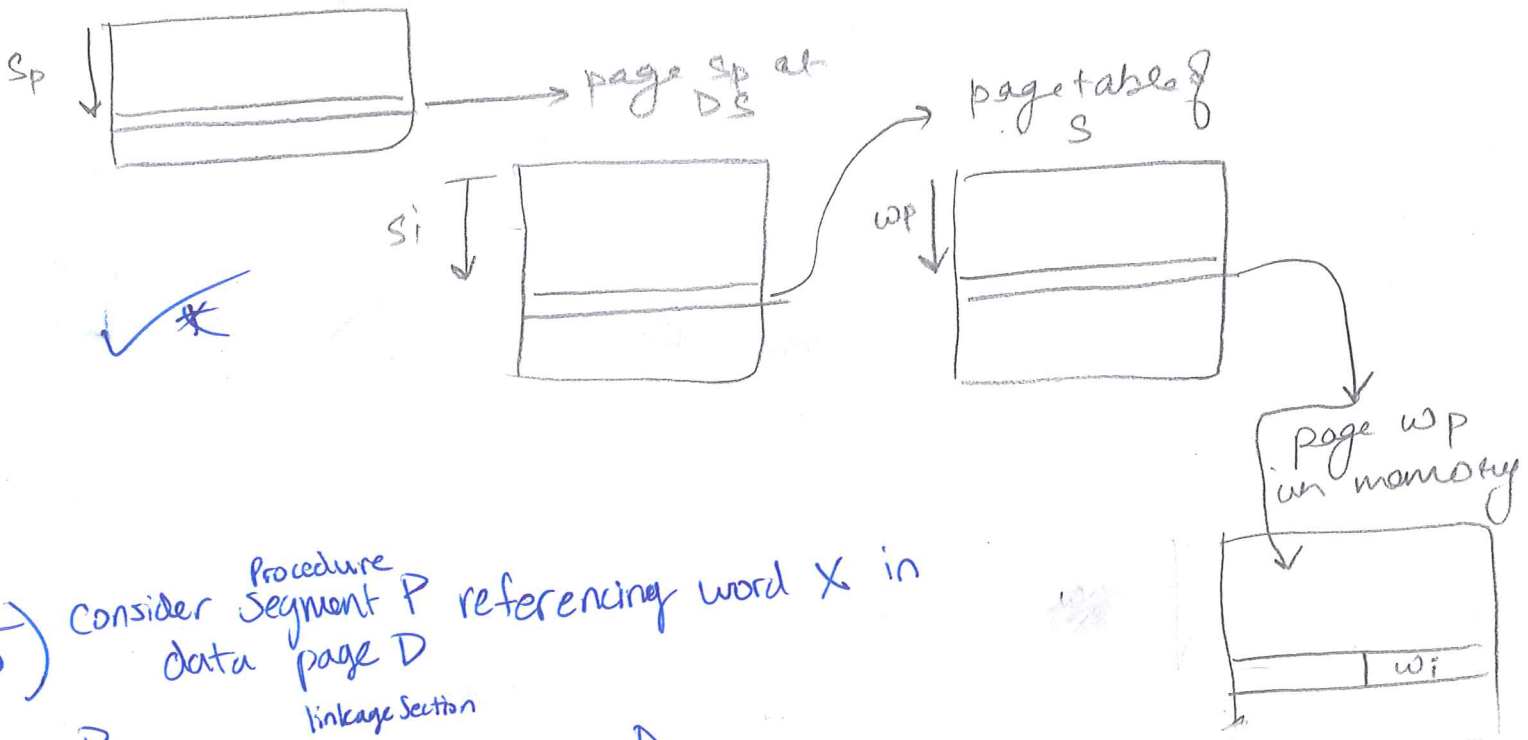 Sp
page Sp at
DS
page table of
S
Si
wp
page wp
in memory
wi
Procedure
Consider Segment P referencing word X in
data page D
linkage Section